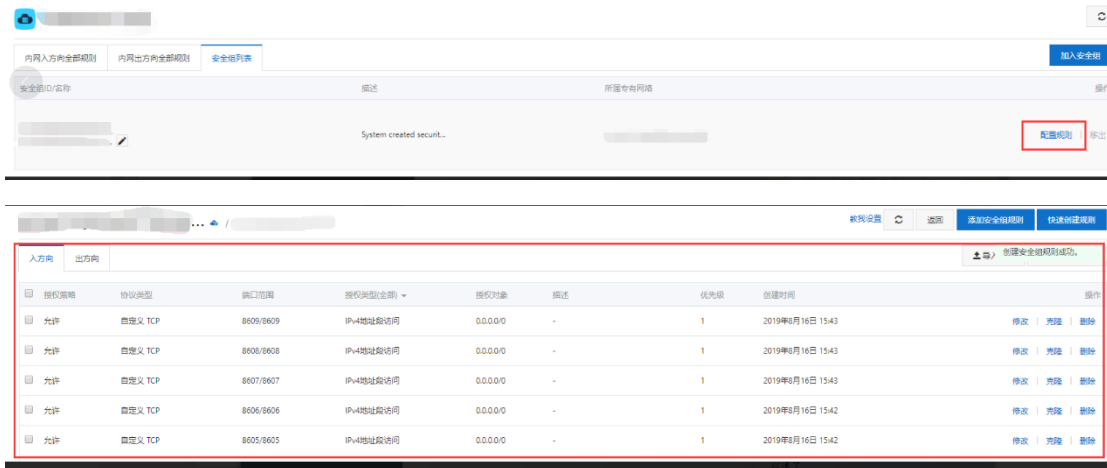 内网入方向全部规则 内网出方向全部规则 安全组列表 加入安全组
安全组ID/名称 描述 所属专有网络 操作
System created securit... 配置规则 移出
... / 教我设置 返回 添加安全组规则 快速创建规则
入方向 出方向 导入 创建安全组规则成功。
授权策略 协议类型 端口范围 授权类型(全部) 授权对象 描述 优先级 创建时间 操作
允许 自定义 TCP 8609/8609 IPv4地址段访问 0.0.0.0/0 - 1 2019年8月16日 15:43 修改 克隆 删除
允许 自定义 TCP 8608/8608 IPv4地址段访问 0.0.0.0/0 - 1 2019年8月16日 15:43 修改 克隆 删除
允许 自定义 TCP 8607/8607 IPv4地址段访问 0.0.0.0/0 - 1 2019年8月16日 15:43 修改 克隆 删除
允许 自定义 TCP 8606/8606 IPv4地址段访问 0.0.0.0/0 - 1 2019年8月16日 15:42 修改 克隆 删除
允许 自定义 TCP 8605/8605 IPv4地址段访问 0.0.0.0/0 - 1 2019年8月16日 15:42 修改 克隆 删除